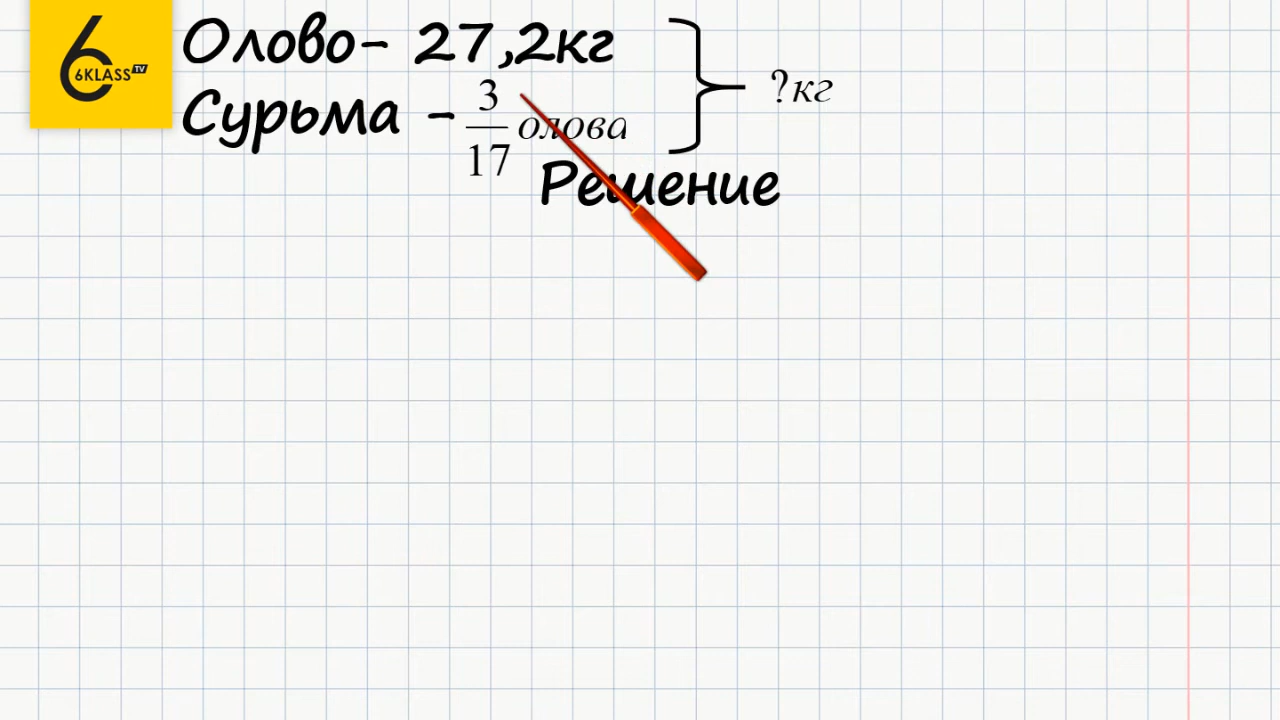 6KLASS TV
Олово- 27,2кг
Сурьма - 3/17 олова
?кг
Решение